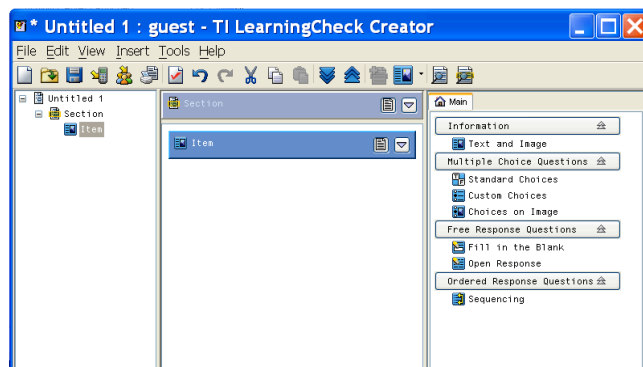 * Untitled 1 : guest - TI LearningCheck Creator
File Edit View Insert Tools Help
Untitled 1
Section
Item
Section
Item
Main
Information
Text and Image
Multiple Choice Questions
Standard Choices
Custom Choices
Choices on Image
Free Response Questions
Fill in the Blank
Open Response
Ordered Response Questions
Sequencing